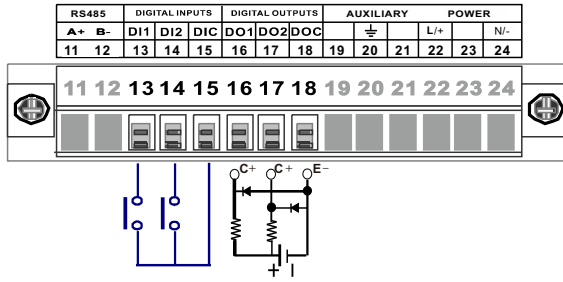 RS485 DIGITAL INPUTS DIGITAL OUTPUTS AUXILIARY POWER
A+ B- DI1 DI2 DIC DO1 DO2 DOC L/+ N/-
11 12 13 14 15 16 17 18 19 20 21 22 23 24
11 12 13 14 15 16 17 18 19 20 21 22 23 24
C+ C+ E-
+